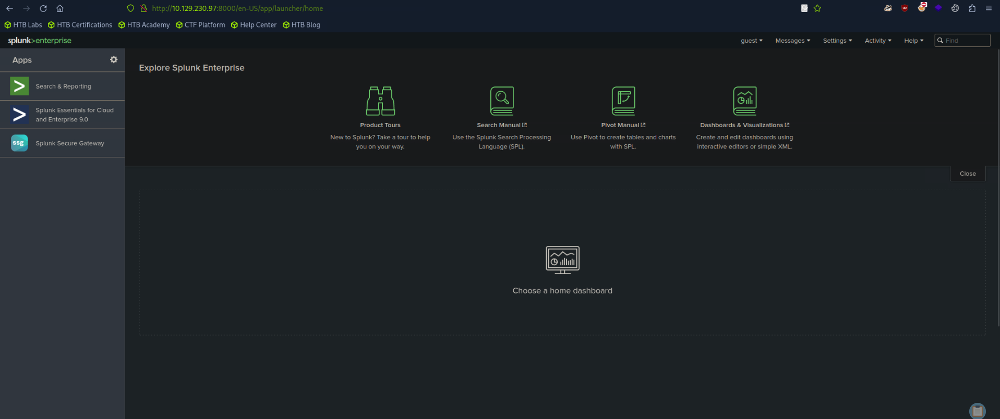 http://10.129.230.97:8000/en-US/app/launcher/home
HTB Labs
HTB Certifications
HTB Academy
CTF Platform
Help Center
HTB Blog
splunk>enterprise
guest
Messages
Settings
Activity
Help
Find
Apps
Search & Reporting
Splunk Essentials for Cloud
and Enterprise 9.0
ssg
Splunk Secure Gateway
Explore Splunk Enterprise
Product Tours
New to Splunk? Take a tour to help
you on your way.
Search Manual
Use the Splunk Search Processing
Language (SPL).
Pivot Manual
Use Pivot to create tables and charts
with SPL.
Dashboards & Visualizations
Create and edit dashboards using
interactive editors or simple XML.
Close
Choose a home dashboard